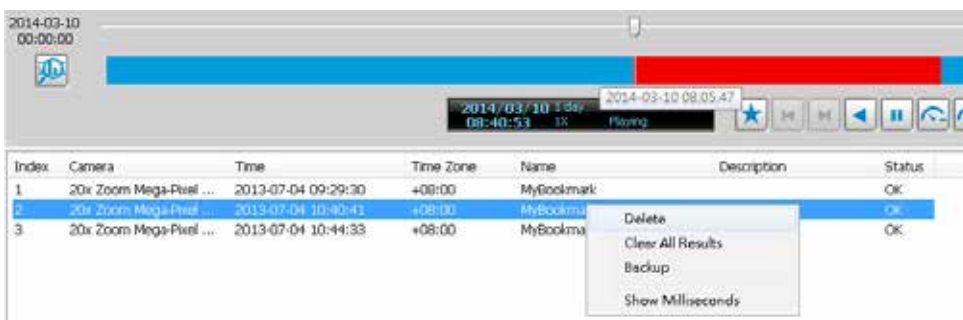 2014-03-10
00:00:00
2014-03-10 08:05:47
2014/03/10 1 day
08:40:53 1X Playing
Index Camera Time Time Zone Name Description Status
1 20x Zoom Mega-Pixel ... 2013-07-04 09:29:30 +08:00 MyBookmark OK
2 20x Zoom Mega-Pixel ... 2013-07-04 10:40:41 +08:00 MyBookma OK
3 20x Zoom Mega-Pixel ... 2013-07-04 10:44:33 +08:00 MyBookma OK
Delete
Clear All Results
Backup
Show Milliseconds